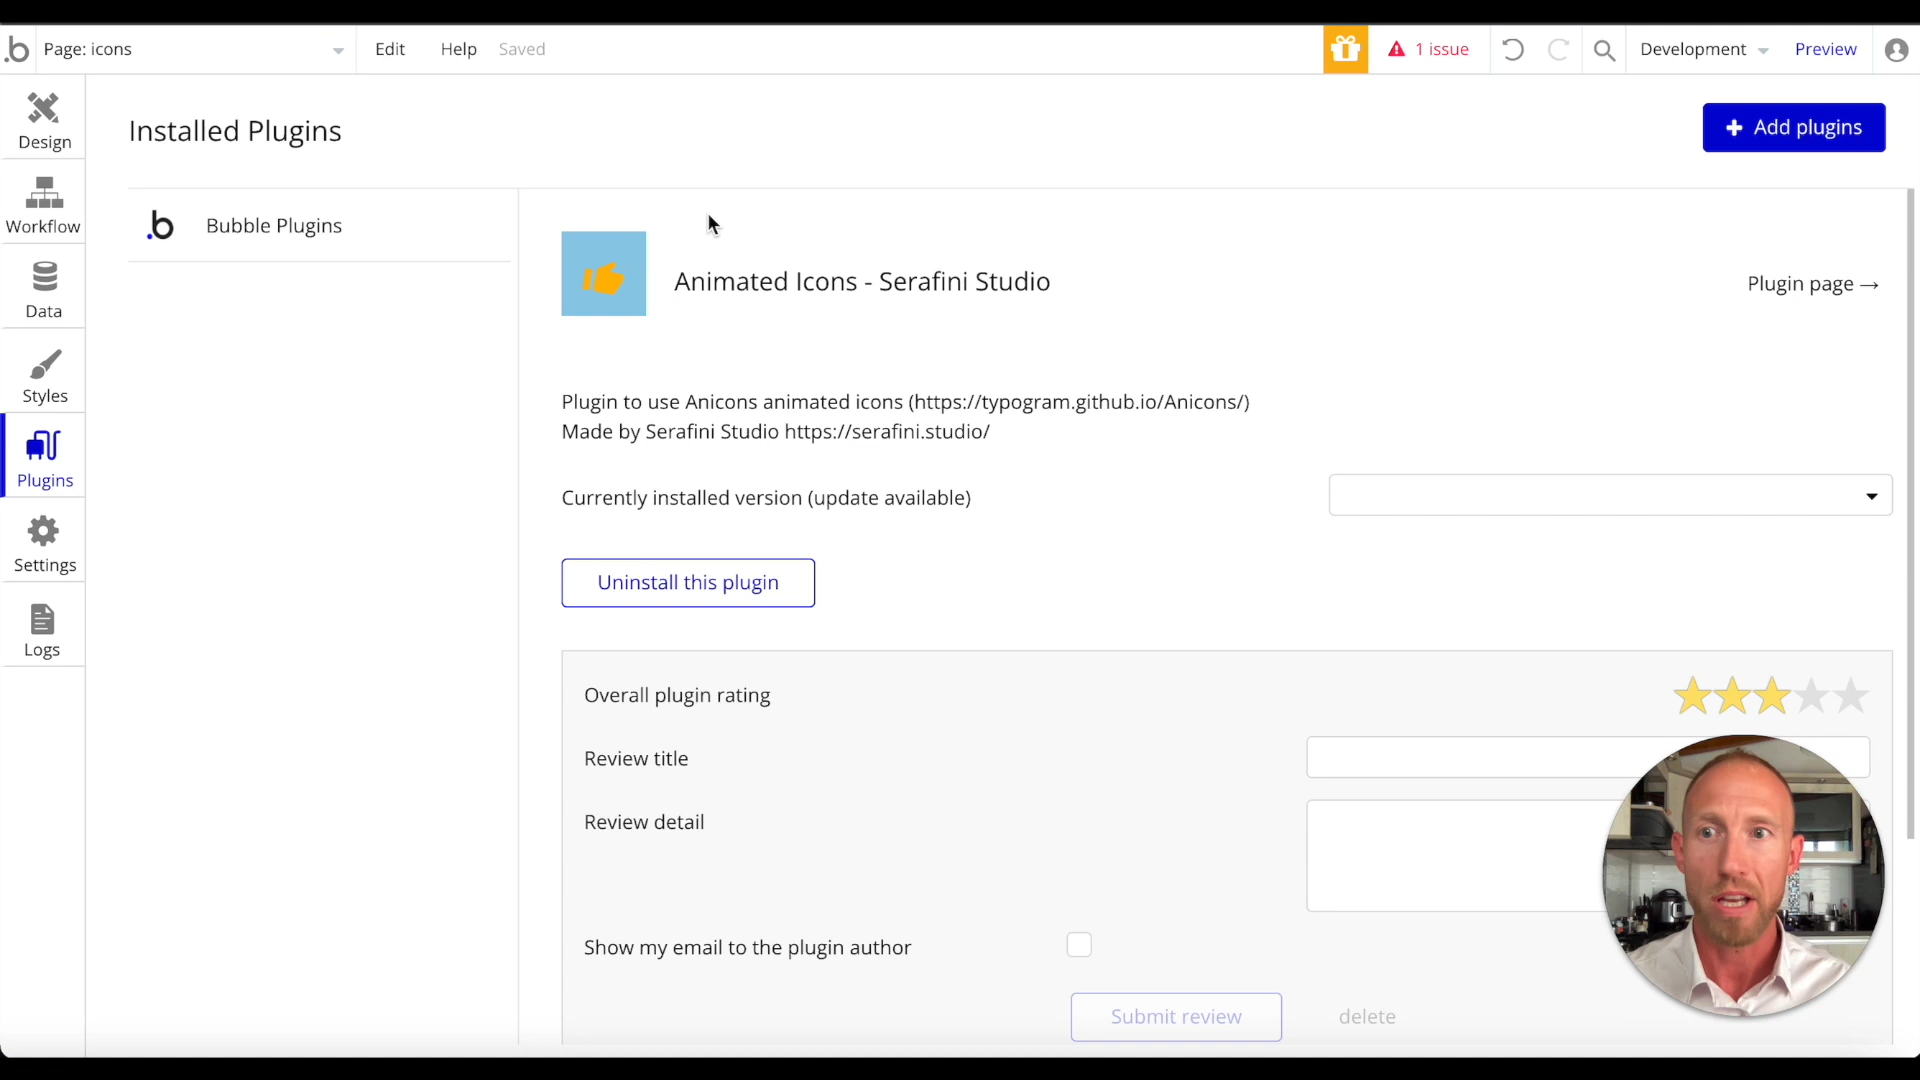 .b
Page: icons
Edit
Help
Saved
1 issue
Development
Preview
Design
Workflow
Data
Styles
Plugins
Settings
Logs
Installed Plugins
+ Add plugins
.b
Bubble Plugins
Animated Icons - Serafini Studio
Plugin page →
Plugin to use Anicons animated icons (https://typogram.github.io/Anicons/)
Made by Serafini Studio https://serafini.studio/
Currently installed version (update available)
Uninstall this plugin
Overall plugin rating
Review title
Review detail
Show my email to the plugin author
Submit review
delete